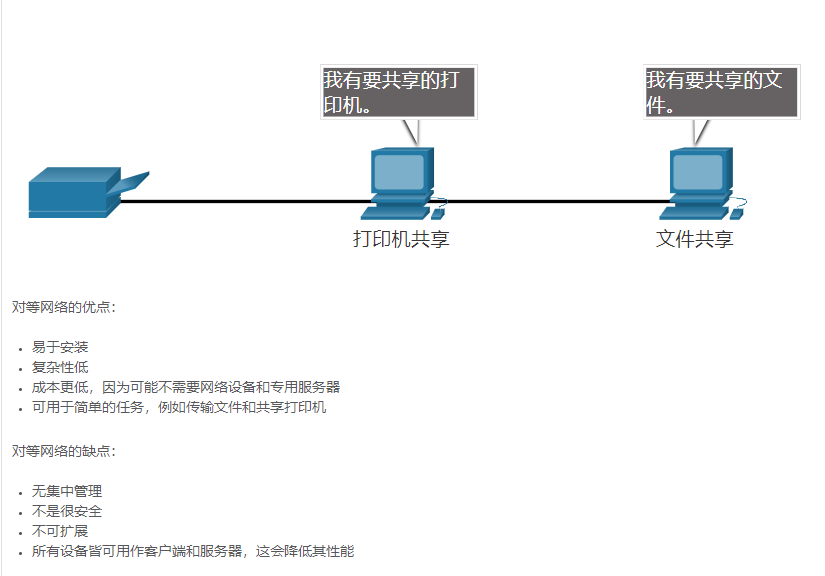 我有要共享的打
印机。
我有要共享的文
件。
打印机共享
文件共享
对等网络的优点：
• 易于安装
• 复杂性低
• 成本更低，因为可能不需要网络设备和专用服务器
• 可用于简单的任务，例如传输文件和共享打印机
对等网络的缺点：
• 无集中管理
• 不是很安全
• 不可扩展
• 所有设备皆可用作客户端和服务器，这会降低其性能